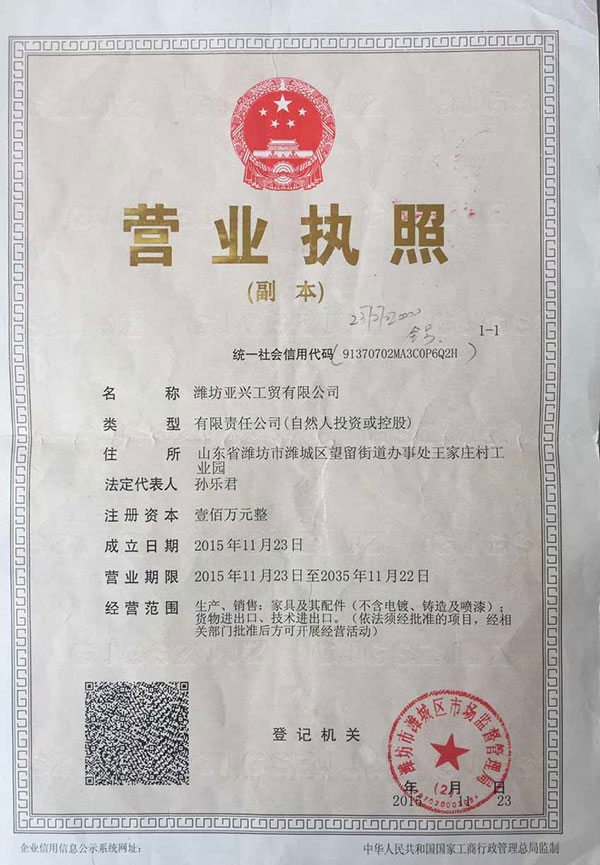 营业执照
(副 本)
1-1
统一社会信用代码 91370702MA3C0P6Q2H
名 称 潍坊亚兴工贸有限公司
类 型 有限责任公司(自然人投资或控股)
住 所 山东省潍坊市潍城区望留街道办事处王家庄村工
业园
法定代表人 孙乐君
注册资本 壹佰万元整
成立日期 2015年11月23日
营业期限 2015年11月23日至2035年11月22日
经营范围 生产、销售：家具及其配件（不含电镀、铸造及喷漆）；
货物进出口、技术进出口。（依法须经批准的项目，经相
关部门批准后方可开展经营活动）
登记机关
潍坊市潍城区市场监督管理局
(2)
年 月 日
2015 11 23
企业信用信息公示系统网址：
中华人民共和国国家工商行政管理总局监制